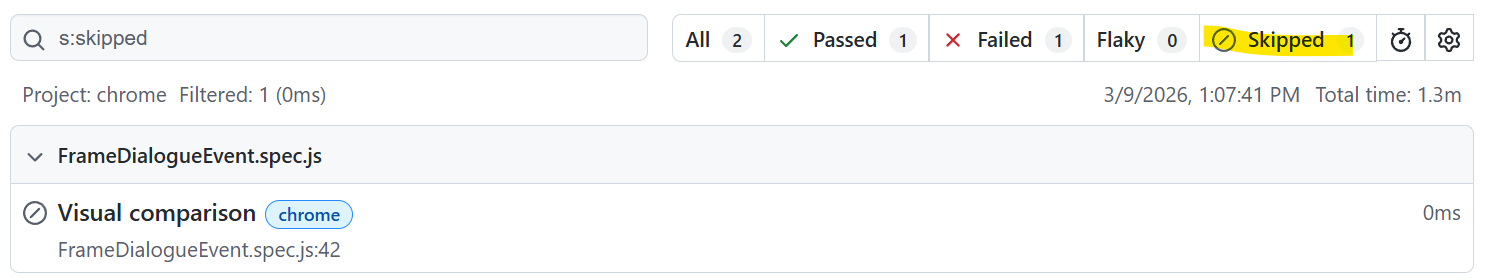 s:skipped
All 2 Passed 1 Failed 1 Flaky 0 Skipped 1
Project: chrome Filtered: 1 (0ms) 3/9/2026, 1:07:41 PM Total time: 1.3m
FrameDialogueEvent.spec.js
Visual comparison chrome 0ms
FrameDialogueEvent.spec.js:42